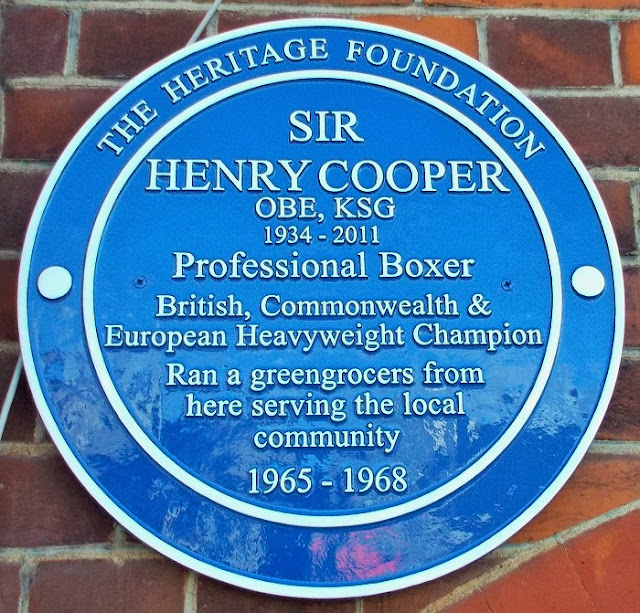 THE HERITAGE FOUNDATION
SIR
HENRY COOPER
OBE, KSG
1934 - 2011
Professional Boxer
British, Commonwealth &
European Heavyweight Champion
Ran a greengrocers from
here serving the local
community
1965 - 1968